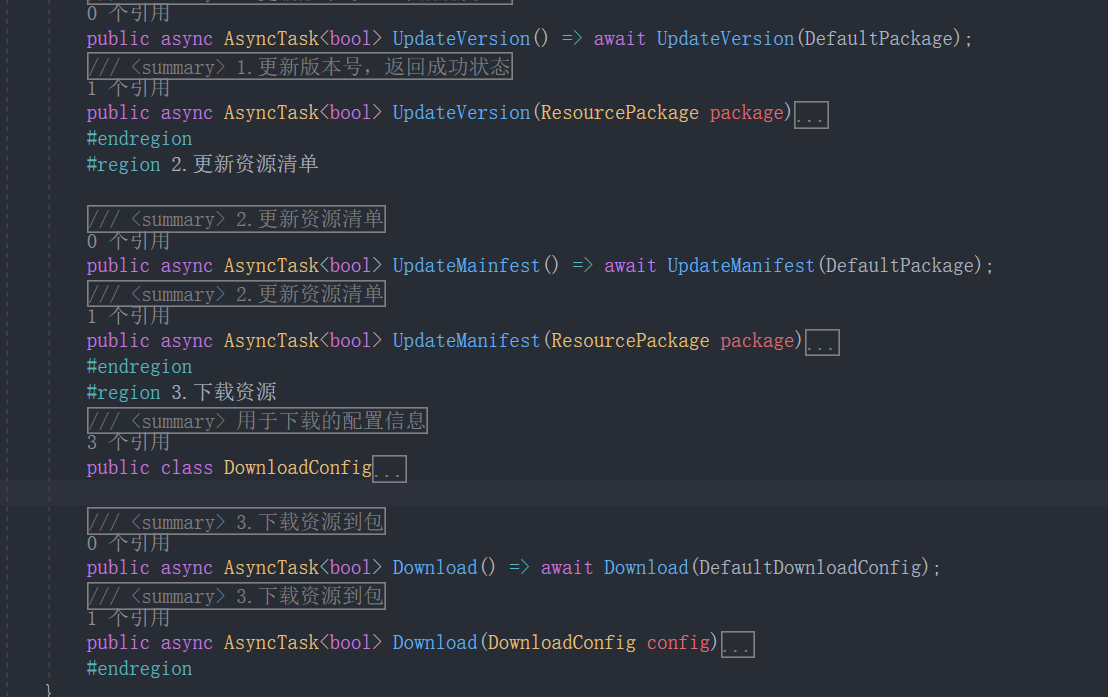 0 个引用
public async AsyncTask<bool> UpdateVersion() => await UpdateVersion(DefaultPackage);
/// <summary> 1.更新版本号，返回成功状态
1 个引用
public async AsyncTask<bool> UpdateVersion(ResourcePackage package)...
#endregion
#region 2.更新资源清单
/// <summary> 2.更新资源清单
0 个引用
public async AsyncTask<bool> UpdateMainfest() => await UpdateManifest(DefaultPackage);
/// <summary> 2.更新资源清单
1 个引用
public async AsyncTask<bool> UpdateManifest(ResourcePackage package)...
#endregion
#region 3.下载资源
/// <summary> 用于下载的配置信息
3 个引用
public class DownloadConfig...
/// <summary> 3.下载资源到包
0 个引用
public async AsyncTask<bool> Download() => await Download(DefaultDownloadConfig);
/// <summary> 3.下载资源到包
1 个引用
public async AsyncTask<bool> Download(DownloadConfig config)...
#endregion
}